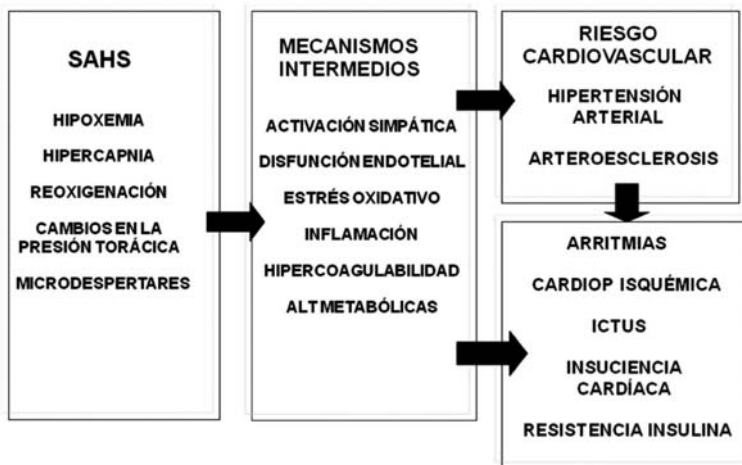 SAHS
HIPOXEMIA
HIPERCAPNIA
REOXIGENACIÓN
CAMBIOS EN LA
PRESIÓN TORÁCICA
MICRODESPERTARES
MECANISMOS
INTERMEDIOS
ACTIVACIÓN SIMPÁTICA
DISFUNCIÓN ENDOTELIAL
ESTRÉS OXIDATIVO
INFLAMACIÓN
HIPERCOAGULABILIDAD
ALT METABÓLICAS
RIESGO
CARDIOVASCULAR
HIPERTENSIÓN
ARTERIAL
ARTEROESCLEROSIS
ARRITMIAS
CARDIOP ISQUÉMICA
ICTUS
INSUCIENCIA
CARDÍACA
RESISTENCIA INSULINA